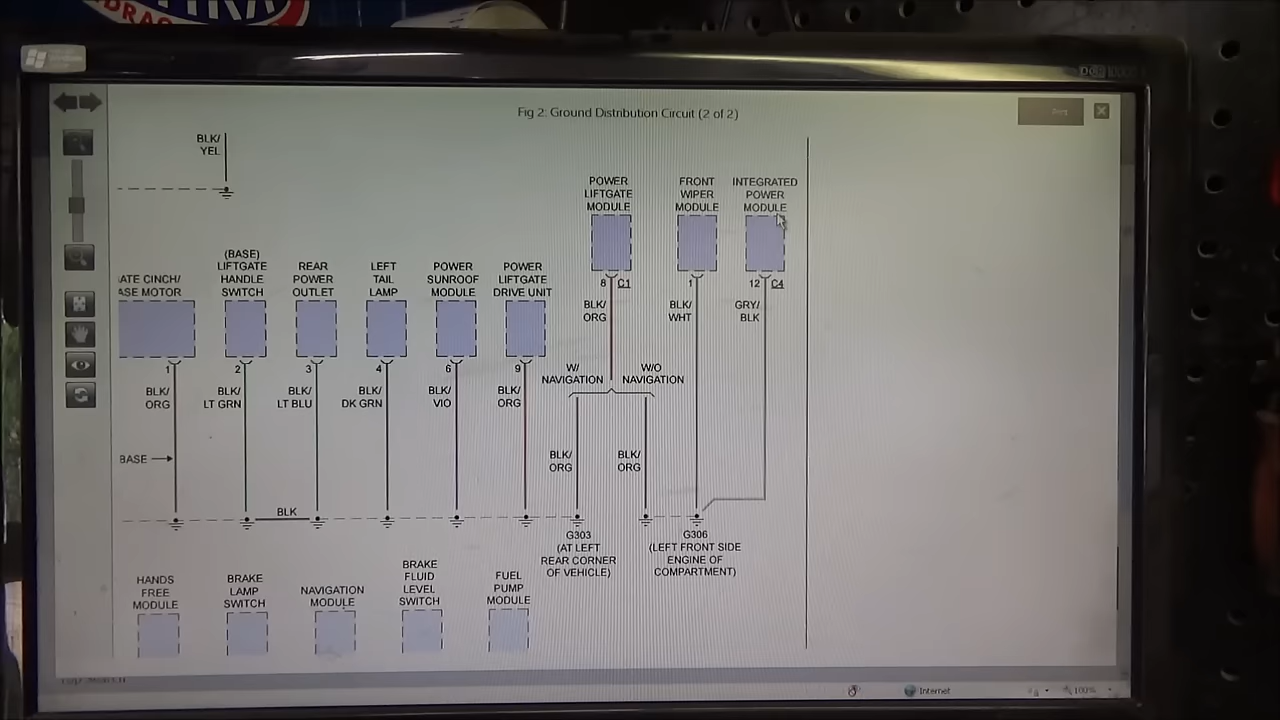 Fig 2: Ground Distribution Circuit (2 of 2)
BLK/
YEL
POWER
LIFTGATE
MODULE
FRONT
WIPER
MODULE
INTEGRATED
POWER
MODULE
8 C1
1
12 C4
BLK/
ORG
BLK/
WHT
GRY/
BLK
ATE CINCH/
ASE MOTOR
(BASE)
LIFTGATE
HANDLE
SWITCH
REAR
POWER
OUTLET
LEFT
TAIL
LAMP
POWER
SUNROOF
MODULE
POWER
LIFTGATE
DRIVE UNIT
1
2
3
4
6
9
BLK/
ORG
BLK/
LT GRN
BLK/
LT BLU
BLK/
DK GRN
BLK/
VIO
BLK/
ORG
W/
NAVIGATION
W/O
NAVIGATION
BASE
BLK/
ORG
BLK/
ORG
BLK
G303
(AT LEFT
REAR CORNER
OF VEHICLE)
G306
(LEFT FRONT SIDE
ENGINE OF
COMPARTMENT)
HANDS
FREE
MODULE
BRAKE
LAMP
SWITCH
NAVIGATION
MODULE
BRAKE
FLUID
LEVEL
SWITCH
FUEL
PUMP
MODULE
Internet
100%